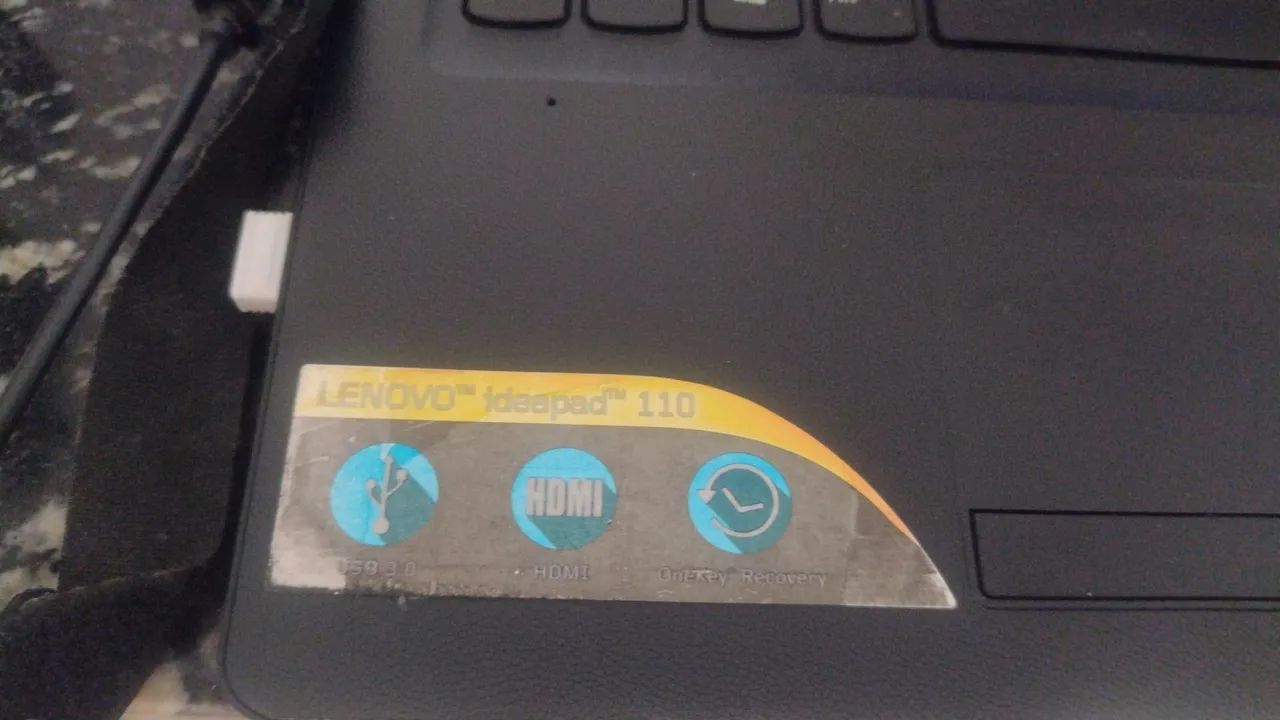 LENOVO™ ideapad™ 110
HDMI
USB 3.0
HDMI
OneKey Recovery